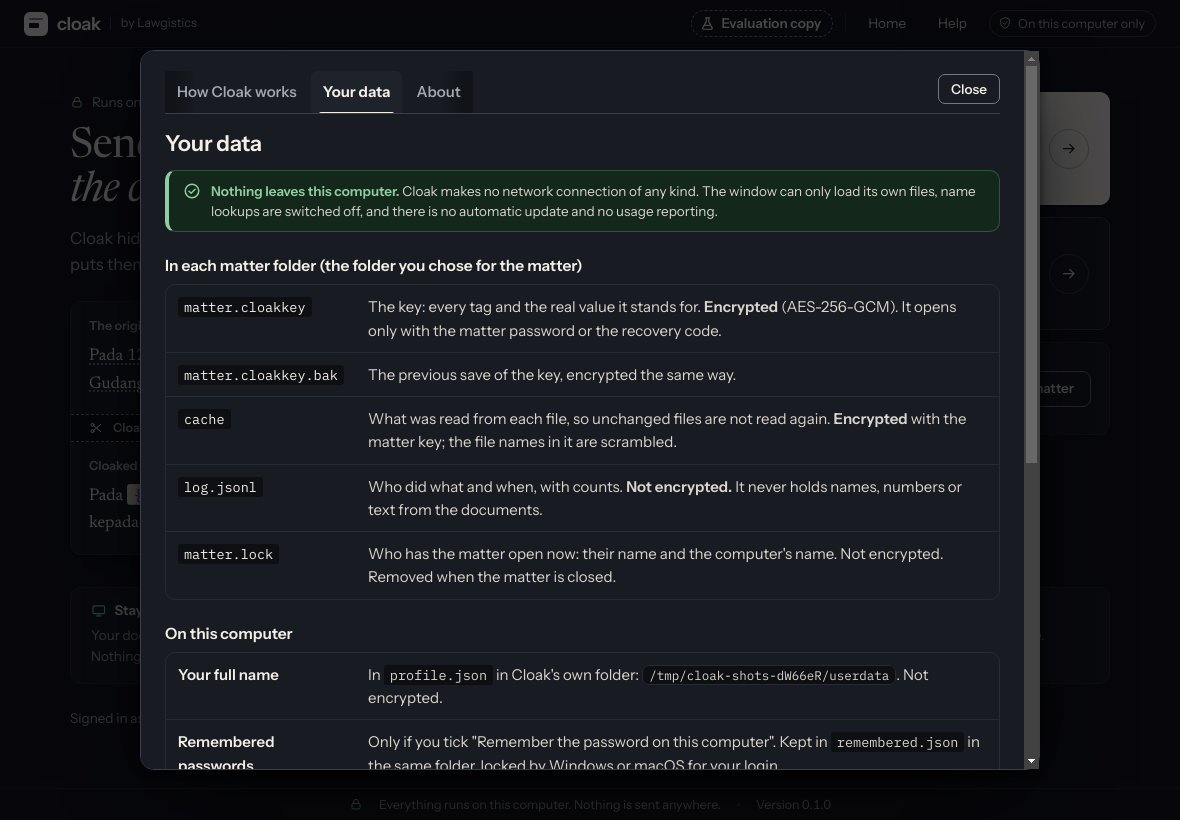 cloak by Lawgistics Evaluation copy Home Help On this computer only
How Cloak works Your data About Close
Your data
Nothing leaves this computer. Cloak makes no network connection of any kind. The window can only load its own files, name
lookups are switched off, and there is no automatic update and no usage reporting.
In each matter folder (the folder you chose for the matter)
matter.cloakkey The key: every tag and the real value it stands for. Encrypted (AES-256-GCM). It opens
only with the matter password or the recovery code.
matter.cloakkey.bak The previous save of the key, encrypted the same way.
cache What was read from each file, so unchanged files are not read again. Encrypted with the
matter key; the file names in it are scrambled.
log.jsonl Who did what and when, with counts. Not encrypted. It never holds names, numbers or
text from the documents.
matter.lock Who has the matter open now: their name and the computer's name. Not encrypted.
Removed when the matter is closed.
On this computer
Your full name In profile.json in Cloak's own folder: /tmp/cloak-shots-dW66eR/userdata . Not
encrypted.
Remembered Only if you tick "Remember the password on this computer". Kept in remembered.json in
passwords the same folder, locked by Windows or macOS for your login.
Runs
Cloak
The
Pada
Cloaked
Pada
kepada
Your
Nothing
Signed in
Everything runs on this computer. Nothing is sent anywhere. · Version 0.1.0